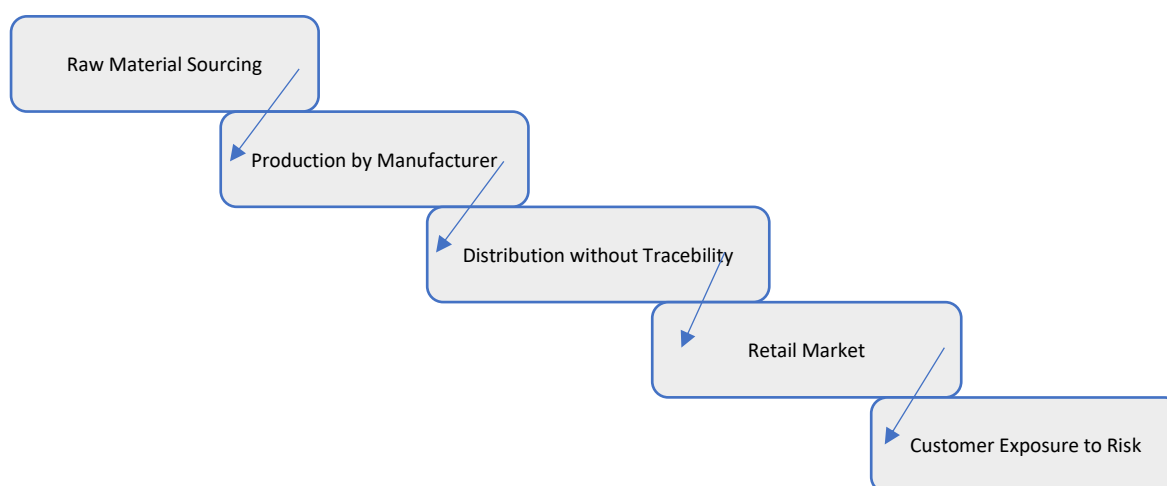 Raw Material Sourcing
Production by Manufacturer
Distribution without Tracebility
Retail Market
Customer Exposure to Risk